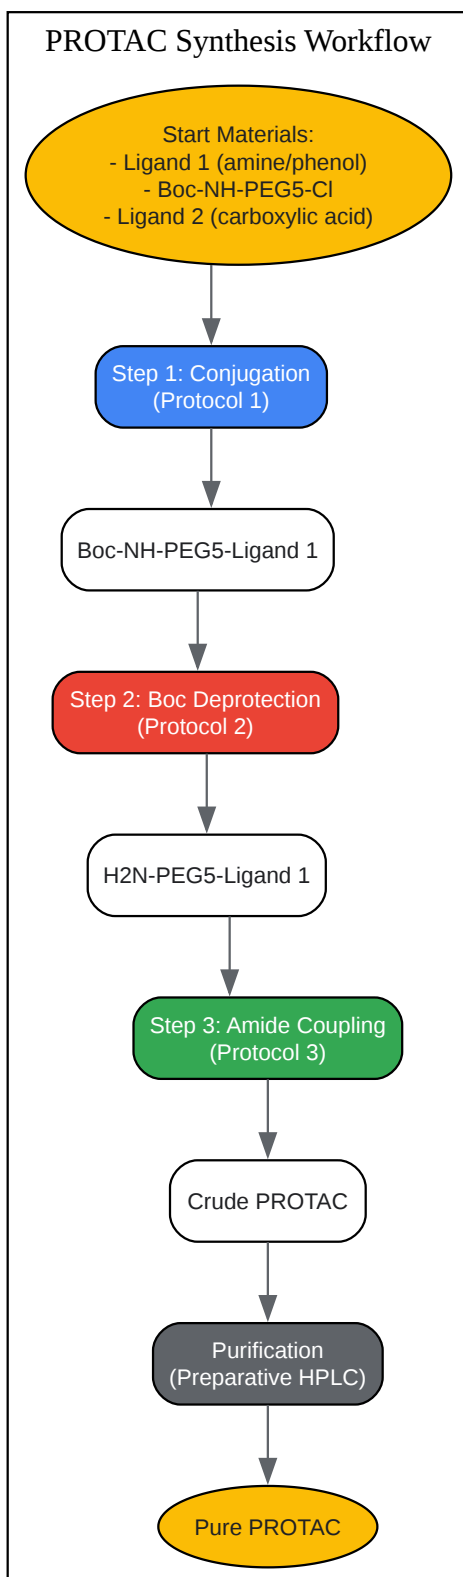 PROTAC Synthesis Workflow
Start Materials:
- Ligand 1 (amine/phenol)
- Boc-NH-PEG5-Cl
- Ligand 2 (carboxylic acid)
Step 1: Conjugation
(Protocol 1)
Boc-NH-PEG5-Ligand 1
Step 2: Boc Deprotection
(Protocol 2)
H2N-PEG5-Ligand 1
Step 3: Amide Coupling
(Protocol 3)
Crude PROTAC
Purification
(Preparative HPLC)
Pure PROTAC